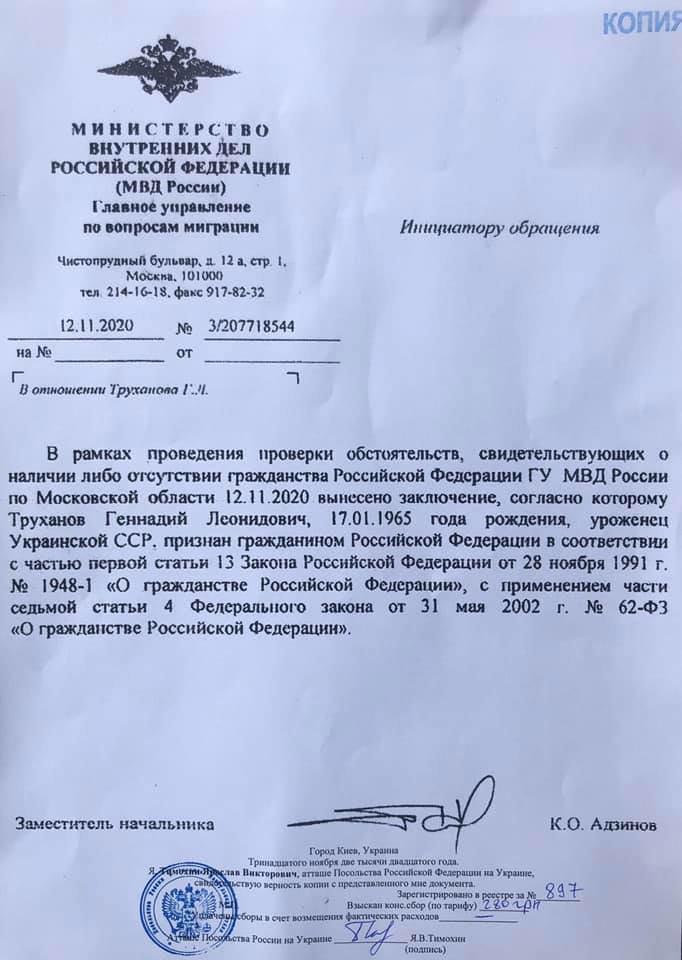 КОПИЯ
МИНИСТЕРСТВО
ВНУТРЕННИХ ДЕЛ
РОССИЙСКОЙ ФЕДЕРАЦИИ
(МВД России)
Главное управление
по вопросам миграции
Чистопрудный бульвар, д. 12 а, стр. 1,
Москва, 101000
тел. 214-16-18, факс 917-82-32
12.11.2020 № 3/207718544
на № от
Инициатору обращения
В отношении Труханова Г.Л.
В рамках проведения проверки обстоятельств, свидетельствующих о
наличии либо отсутствии гражданства Российской Федерации ГУ МВД России
по Московской области 12.11.2020 вынесено заключение, согласно которому
Труханов Геннадий Леонидович, 17.01.1965 года рождения, уроженец
Украинской ССР, признан гражданином Российской Федерации в соответствии
с частью первой статьи 13 Закона Российской Федерации от 28 ноября 1991 г.
№ 1948-1 «О гражданстве Российской Федерации», с применением части
седьмой статьи 4 Федерального закона от 31 мая 2002 г. № 62-ФЗ
«О гражданстве Российской Федерации».
Заместитель начальника К.О. Адзинов
Город Киев, Украина
Тринадцатого ноября две тысячи двадцатого года.
Я, Тимохин Ярослав Викторович, атташе Посольства Российской Федерации на Украине,
свидетельствую верность копии с представленного мне документа.
Зарегистрировано в реестре за № 897
Взыскан конс.сбор (по тарифу) 280 грн
сборы в счет возмещения фактических расходов
Атташе Посольства России на Украине Я.В.Тимохин
(подпись)